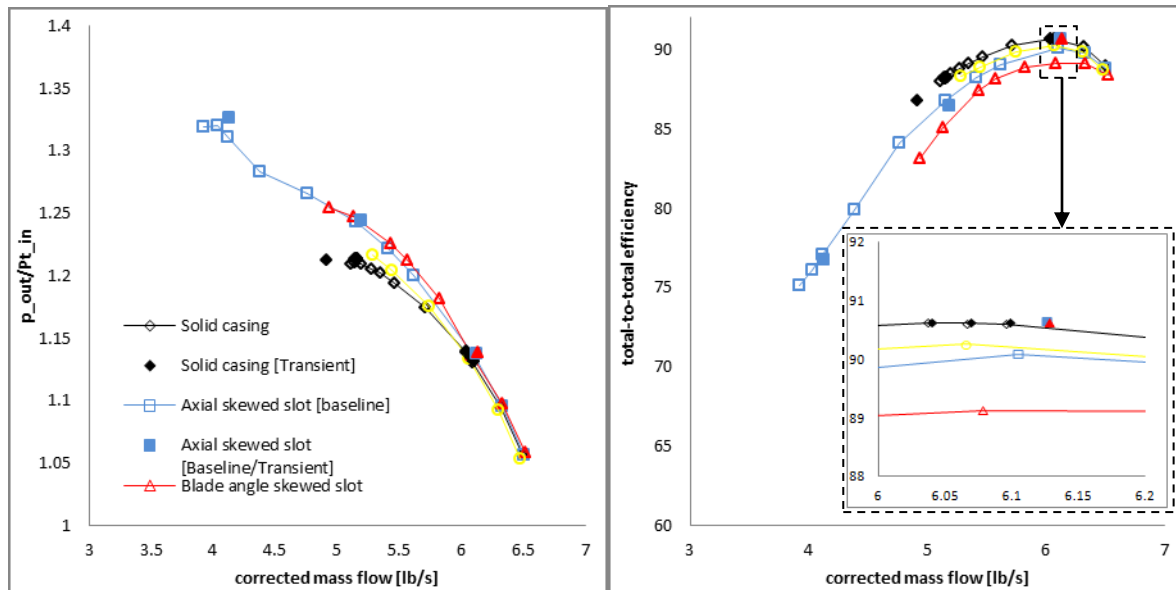 1.4
1.35
1.3
1.25
1.2
1.15
1.1
1.05
1
p_out/Pt_in
Solid casing
Solid casing [Transient]
Axial skewed slot [baseline]
Axial skewed slot
[Baseline/Transient]
Blade angle skewed slot
3 3.5 4 4.5 5 5.5 6 6.5 7
corrected mass flow [lb/s]
90
85
80
75
70
65
60
total-to-total efficiency
92
91
90
89
88
6 6.05 6.1 6.15 6.2
3 4 5 6 7
corrected mass flow [lb/s]